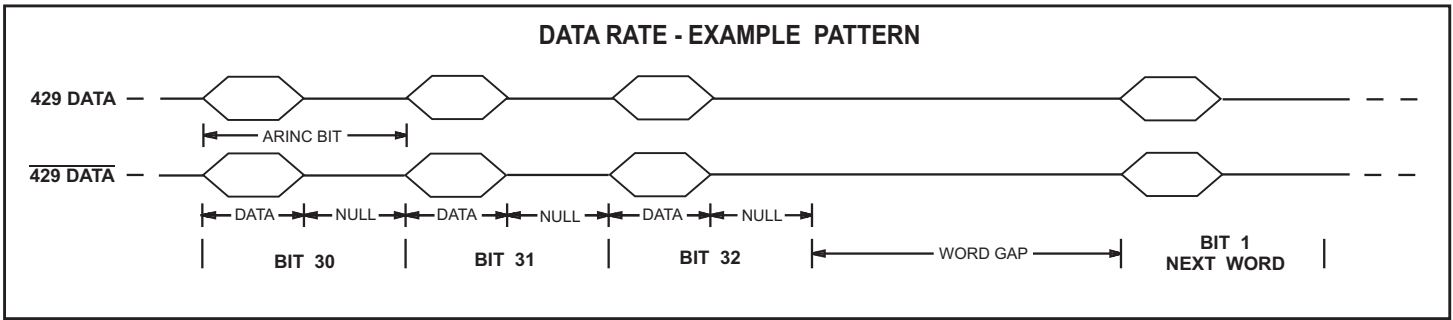 DATA RATE - EXAMPLE PATTERN
429 DATA
ARINC BIT
429 DATA
DATA NULL DATA NULL DATA NULL
BIT 30 BIT 31 BIT 32 WORD GAP BIT 1
NEXT WORD